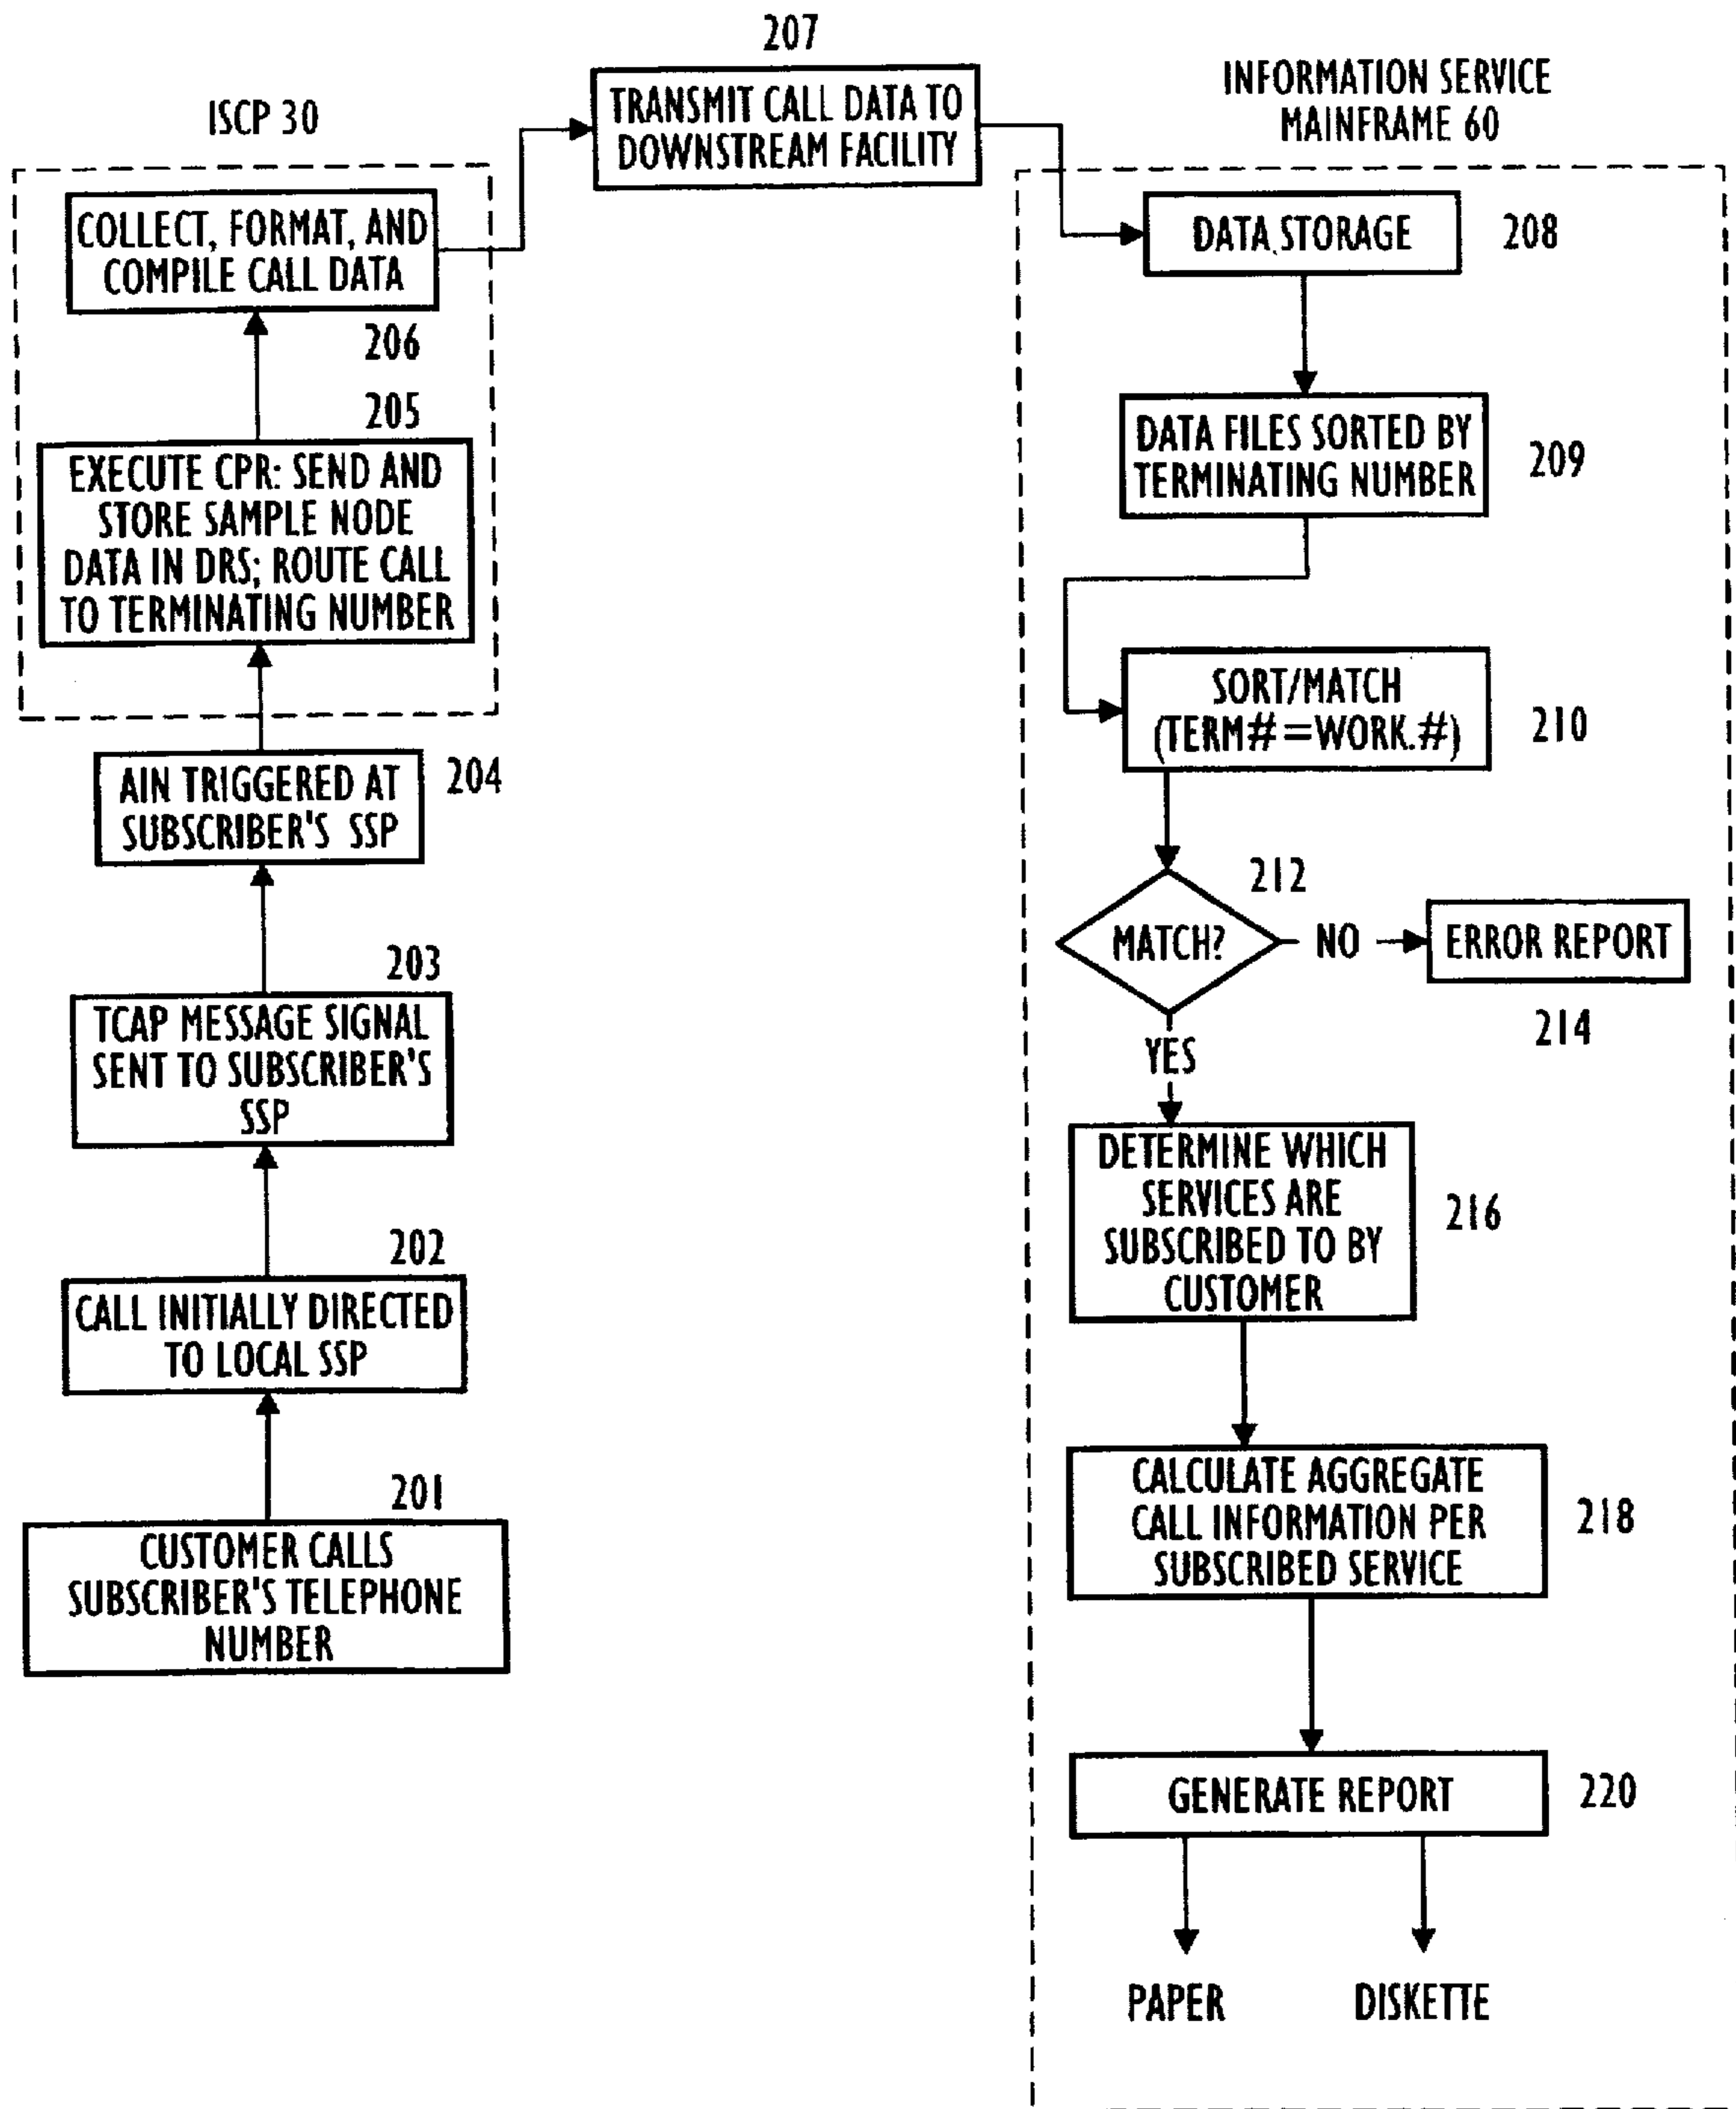 207
TRANSMIT CALL DATA TO
DOWNSTREAM FACILITY
ISCP 30
COLLECT, FORMAT, AND
COMPILE CALL DATA
206
205
EXECUTE CPR: SEND AND
STORE SAMPLE NODE
DATA IN DRS; ROUTE CALL
TO TERMINATING NUMBER
AIN TRIGGERED AT
SUBSCRIBER'S SSP
204
203
TCAP MESSAGE SIGNAL
SENT TO SUBSCRIBER'S
SSP
202
CALL INITIALLY DIRECTED
TO LOCAL SSP
201
CUSTOMER CALLS
SUBSCRIBER'S TELEPHONE
NUMBER
INFORMATION SERVICE
MAINFRAME 60
DATA STORAGE
208
DATA FILES SORTED BY
TERMINATING NUMBER
209
SORT/MATCH
(TERM#=WORK.#)
210
212
MATCH?
NO
ERROR REPORT
214
YES
DETERMINE WHICH
SERVICES ARE
SUBSCRIBED TO BY
CUSTOMER
216
CALCULATE AGGREGATE
CALL INFORMATION PER
SUBSCRIBED SERVICE
218
GENERATE REPORT
220
PAPER
DISKETTE